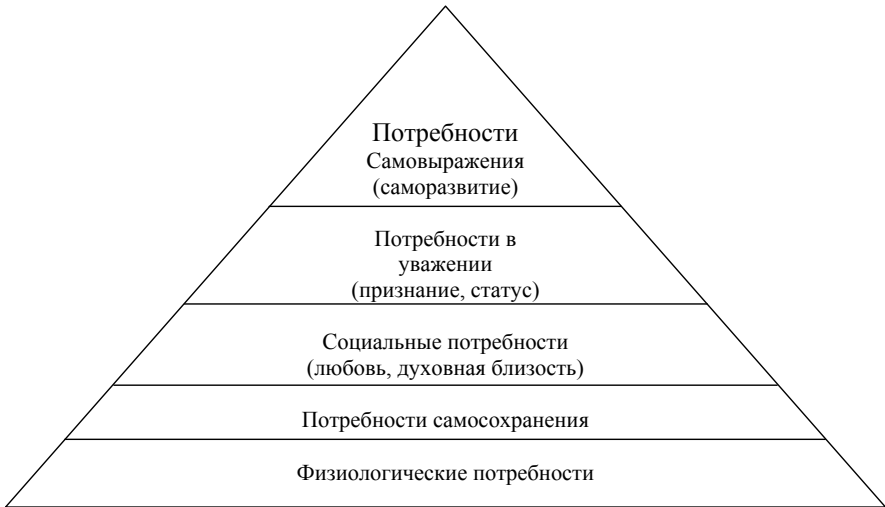 Потребности
Самовыражения
(саморазвитие)
Потребности в
уважении
(признание, статус)
Социальные потребности
(любовь, духовная близость)
Потребности самосохранения
Физиологические потребности